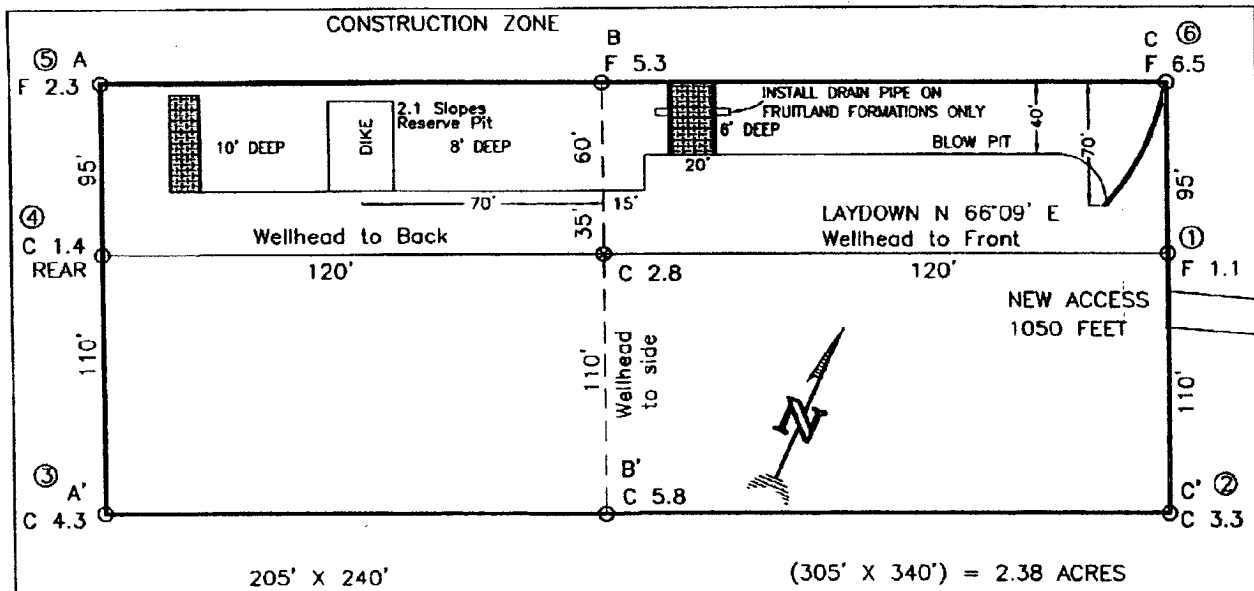 CONSTRUCTION ZONE
⑤ A
F 2.3
B
F 5.3
C ⑥
F 6.5
2.1 Slopes
Reserve Pit
10' DEEP
DIKE
8' DEEP
60'
INSTALL DRAIN PIPE ON
FRUITLAND FORMATIONS ONLY
6' DEEP
BLOW PIT
40'
70'
20'
95'
95'
70'
15'
35'
④
C 1.4
REAR
Wellhead to Back
120'
C 2.8
LAYDOWN N 66°09' E
Wellhead to Front
120'
①
F 1.1
NEW ACCESS
1050 FEET
110'
110'
Wellhead
to side
110'
N
③ A'
C 4.3
B'
C 5.8
C' ②
C 3.3
205' X 240'
(305' X 340') = 2.38 ACRES